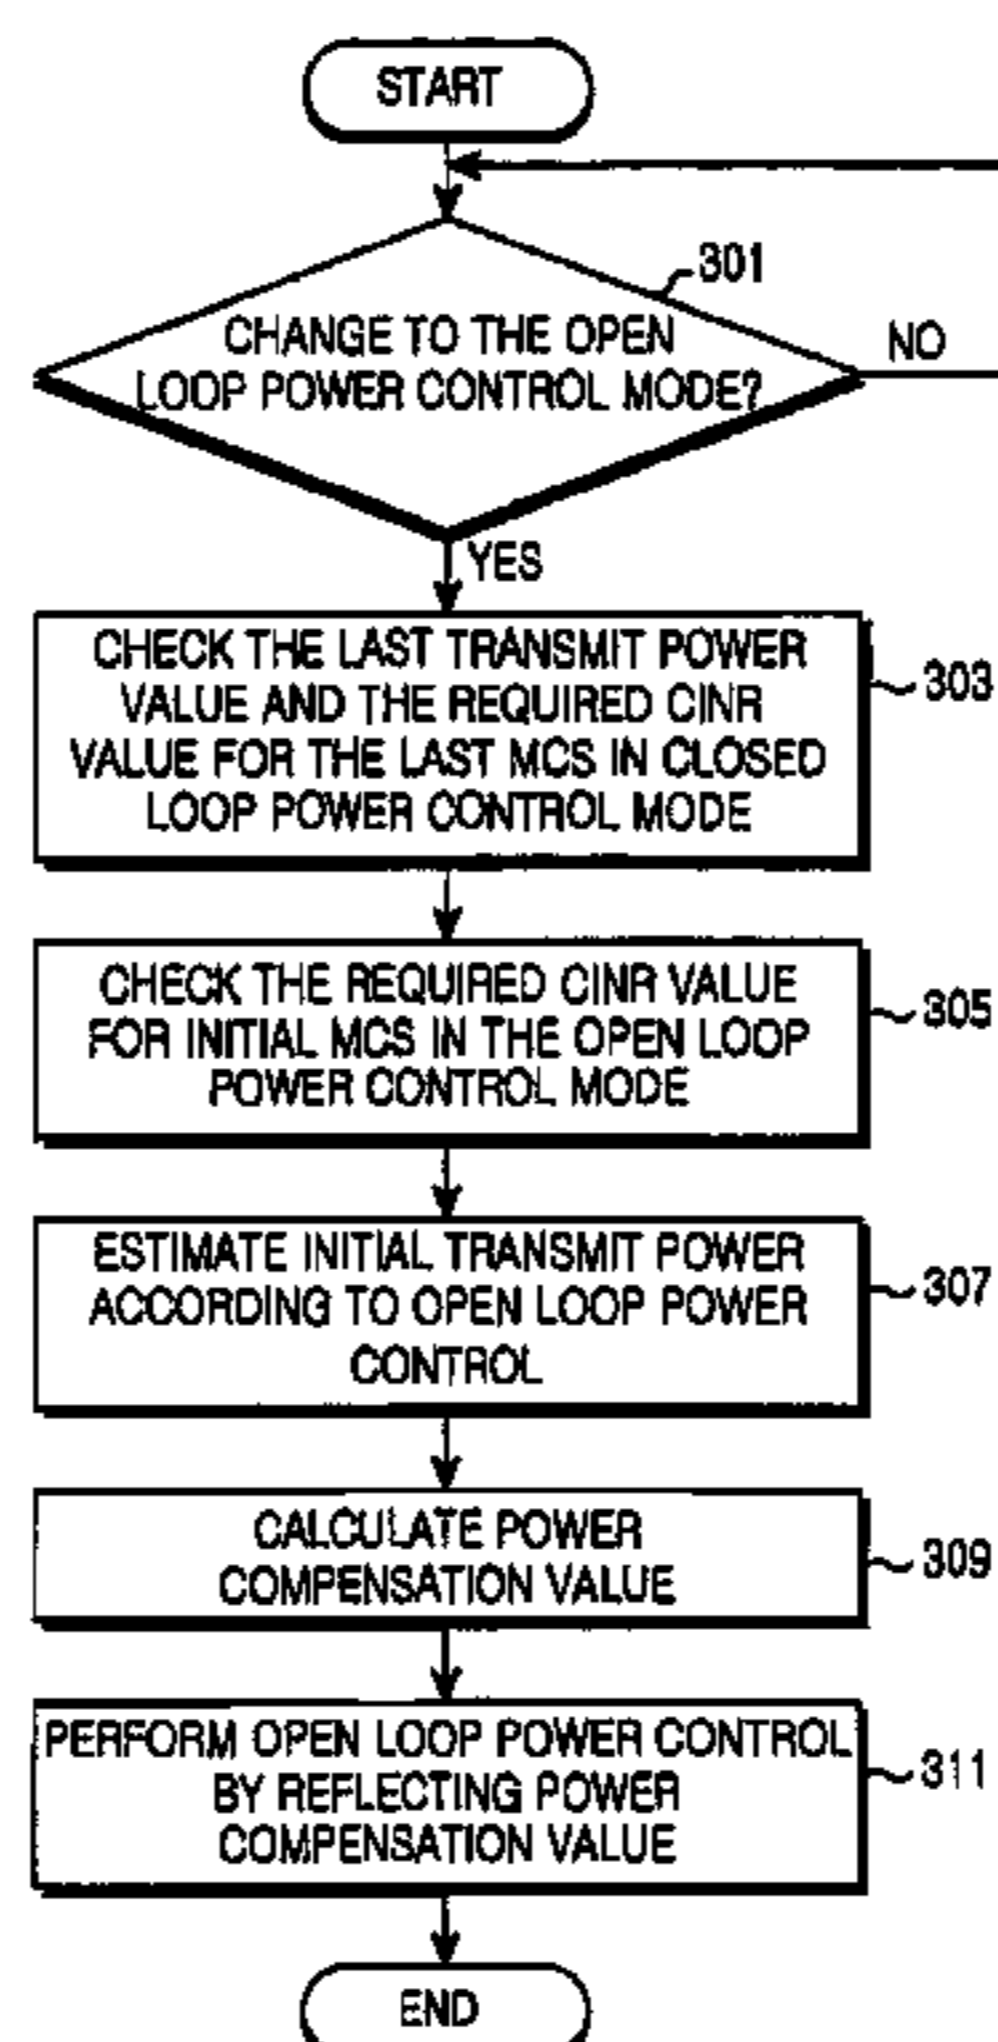 START
301
CHANGE TO THE OPEN
LOOP POWER CONTROL MODE?
NO
YES
CHECK THE LAST TRANSMIT POWER
VALUE AND THE REQUIRED CINR
VALUE FOR THE LAST MCS IN CLOSED
LOOP POWER CONTROL MODE
303
CHECK THE REQUIRED CINR VALUE
FOR INITIAL MCS IN THE OPEN LOOP
POWER CONTROL MODE
305
ESTIMATE INITIAL TRANSMIT POWER
ACCORDING TO OPEN LOOP POWER
CONTROL
307
CALCULATE POWER
COMPENSATION VALUE
309
PERFORM OPEN LOOP POWER CONTROL
BY REFLECTING POWER
COMPENSATION VALUE
311
END